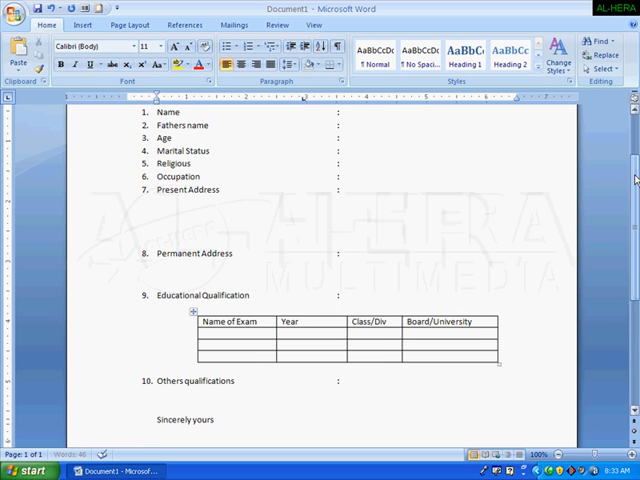 Document1 - Microsoft Word
AL-HERA
Home
Insert
Page Layout
References
Mailings
Review
View
Paste
Calibri (Body)
11
AaBbCcDc
AaBbCcDc
AaBbCc
AaBbCc
¶ Normal
¶ No Spaci...
Heading 1
Heading 2
Change
Styles
Find
Replace
Select
Clipboard
Font
Paragraph
Styles
Editing
1. Name :
2. Fathers name :
3. Age :
4. Marital Status :
5. Religious :
6. Occupation :
7. Present Address :
AL-HERA
MULTIMEDIA
8. Permanent Address :
9. Educational Qualification :
Name of Exam Year Class/Div Board/University
10. Others qualifications :
Sincerely yours
Page: 1 of 1
Words: 46
100%
start
Document1 - Microsof...
8:33 AM